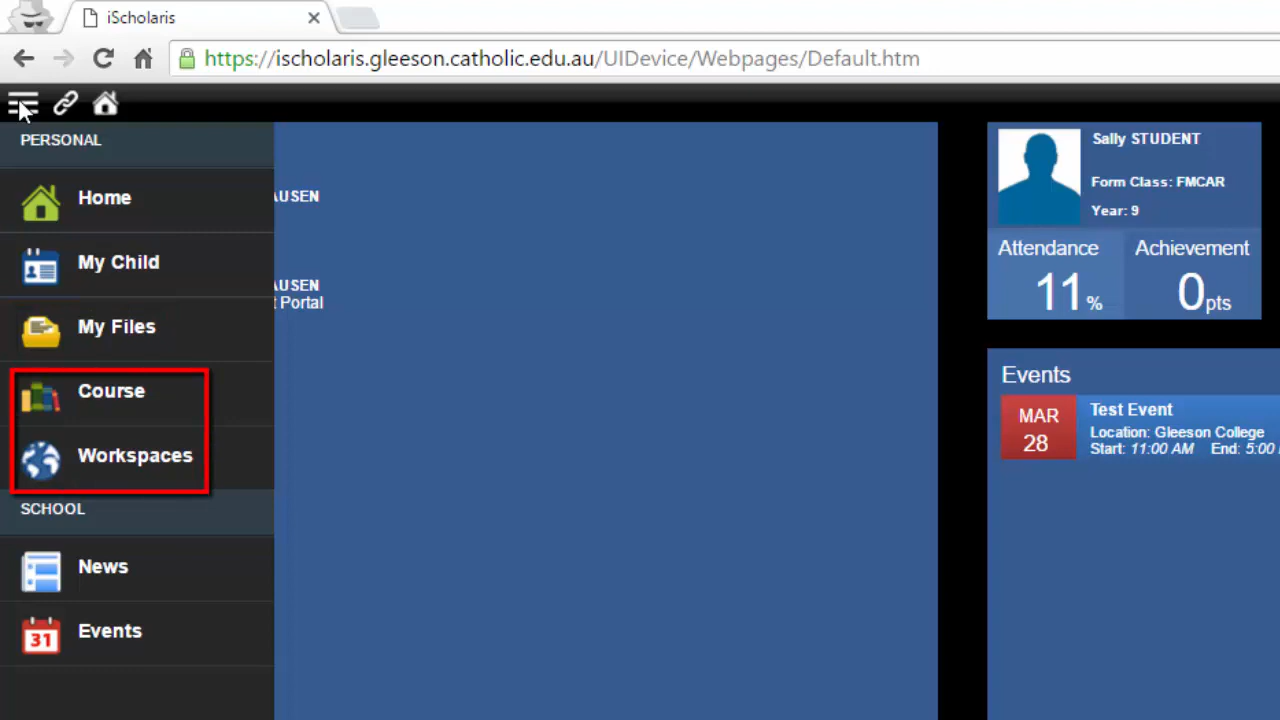 iScholaris
https://ischolaris.gleeson.catholic.edu.au/UIDevice/Webpages/Default.htm
PERSONAL
Home
My Child
My Files
Course
Workspaces
SCHOOL
News
31 Events
AUSEN
AUSEN
t Portal
Sally STUDENT
Form Class: FMCAR
Year: 9
Attendance
11%
Achievement
0pts
Events
MAR
28
Test Event
Location: Gleeson College
Start: 11:00 AM End: 5:00